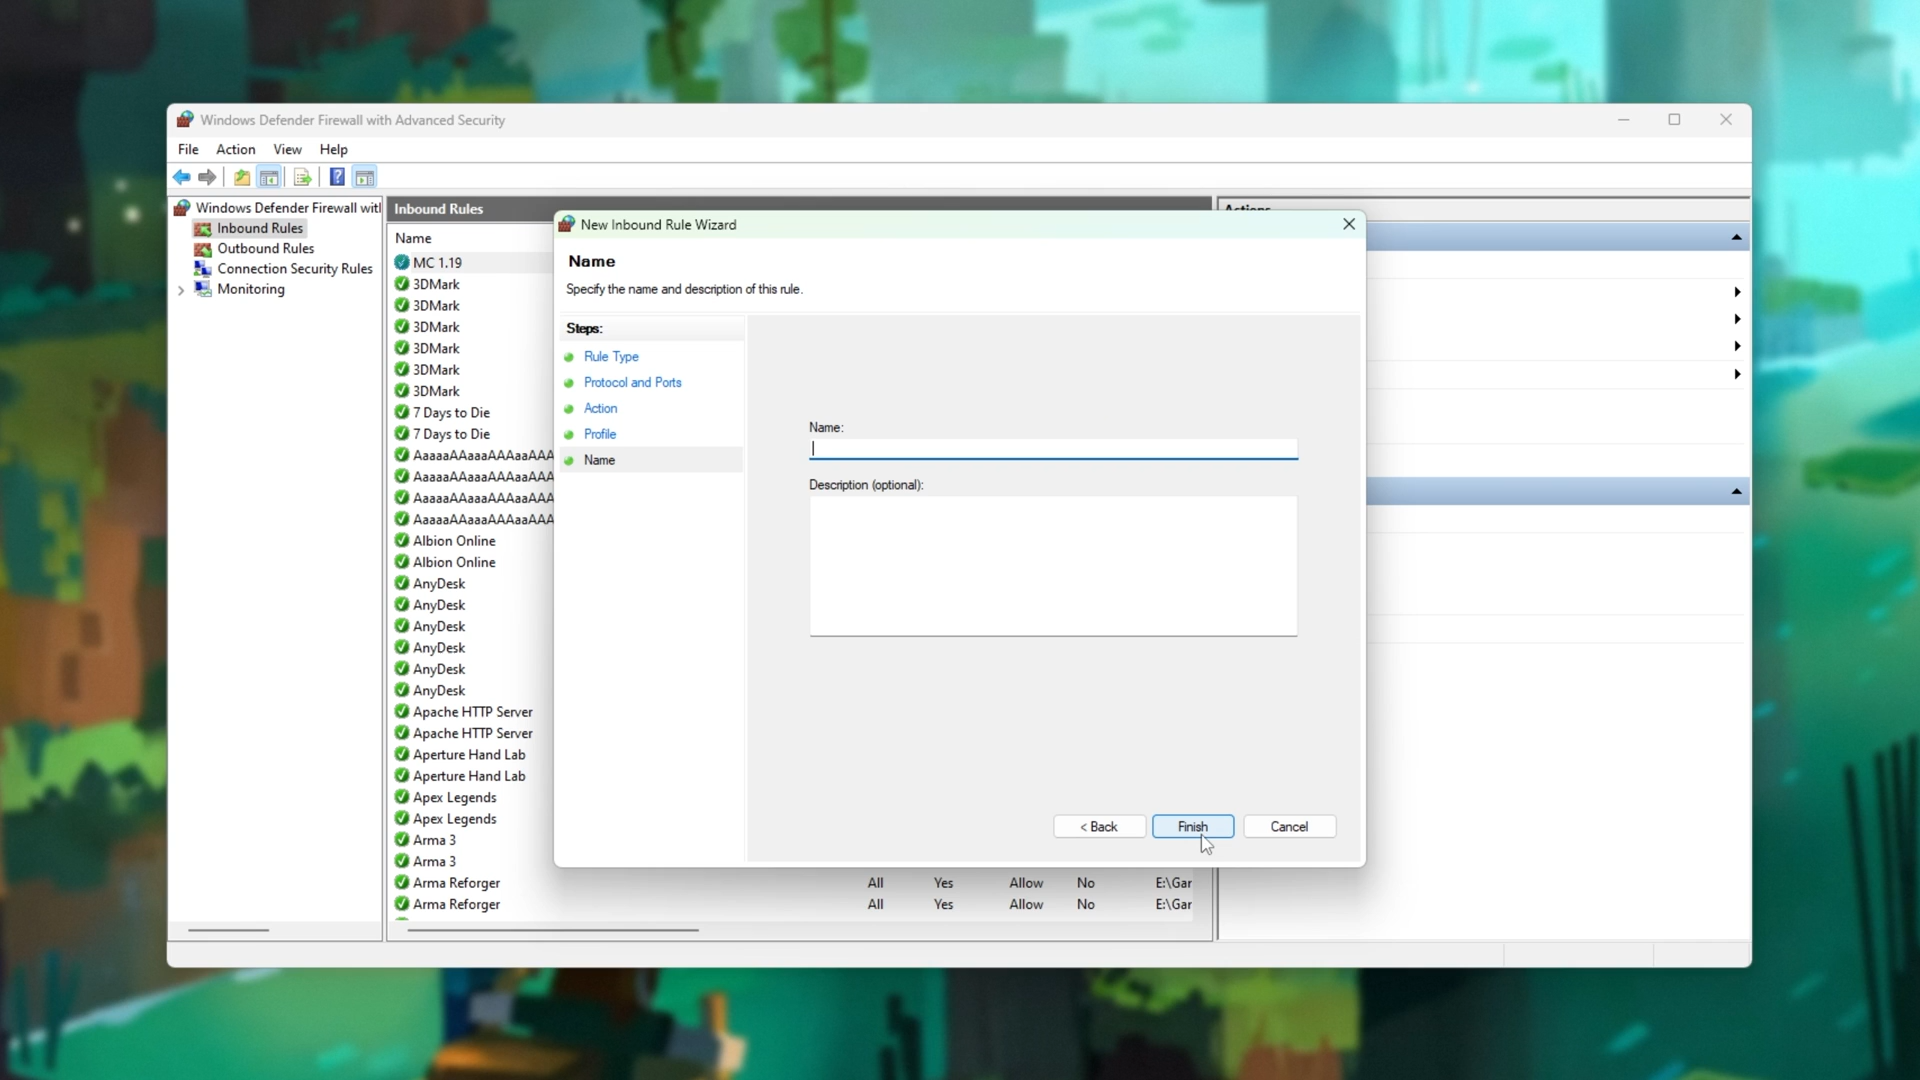 Windows Defender Firewall with Advanced Security
File Action View Help
Windows Defender Firewall witl
Inbound Rules
Outbound Rules
Connection Security Rules
Monitoring
Inbound Rules
Name
MC 1.19
3DMark
3DMark
3DMark
3DMark
3DMark
3DMark
7 Days to Die
7 Days to Die
AaaaaAAaaaAAAaaAAA
AaaaaAAaaaAAAaaAAA
AaaaaAAaaaAAAaaAAA
AaaaaAAaaaAAAaaAAA
Albion Online
Albion Online
AnyDesk
AnyDesk
AnyDesk
AnyDesk
AnyDesk
AnyDesk
Apache HTTP Server
Apache HTTP Server
Aperture Hand Lab
Aperture Hand Lab
Apex Legends
Apex Legends
Arma 3
Arma 3
Arma Reforger All Yes Allow No E:\Gar
Arma Reforger All Yes Allow No E:\Gar
Actions
New Inbound Rule Wizard
Name
Specify the name and description of this rule.
Steps:
Rule Type
Protocol and Ports
Action
Profile
Name
Name:
Description (optional):
< Back Finish Cancel